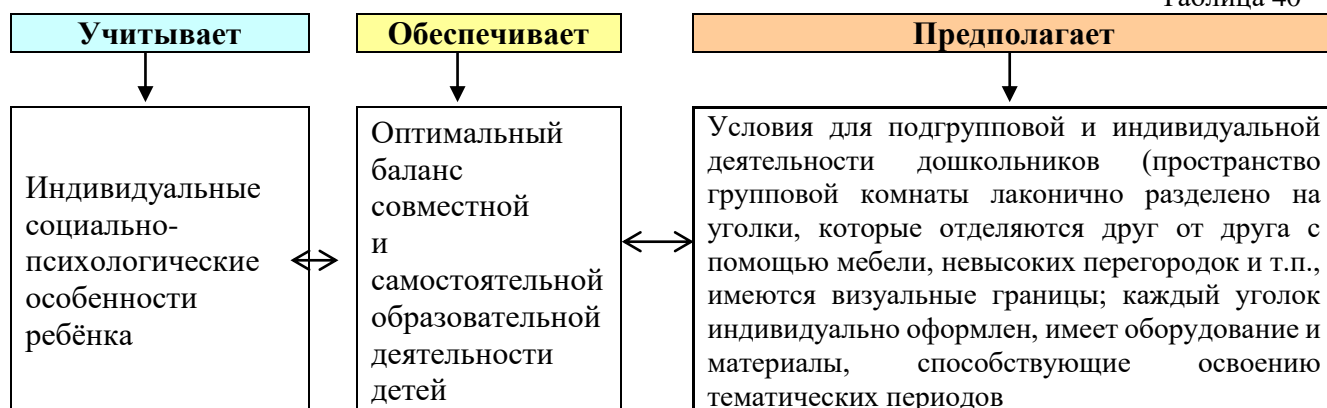 Таблица 40
Учитывает
Обеспечивает
Предполагает
Индивидуальные
социально-
психологические
особенности
ребёнка
Оптимальный
баланс
совместной
и
самостоятельной
образовательной
деятельности
детей
Условия для подгрупповой и индивидуальной
деятельности дошкольников (пространство
групповой комнаты лаконично разделено на
уголки, которые отделяются друг от друга с
помощью мебели, невысоких перегородок и т.п.,
имеются визуальные границы; каждый уголок
индивидуально оформлен, имеет оборудование и
материалы, способствующие освоению
тематических периодов